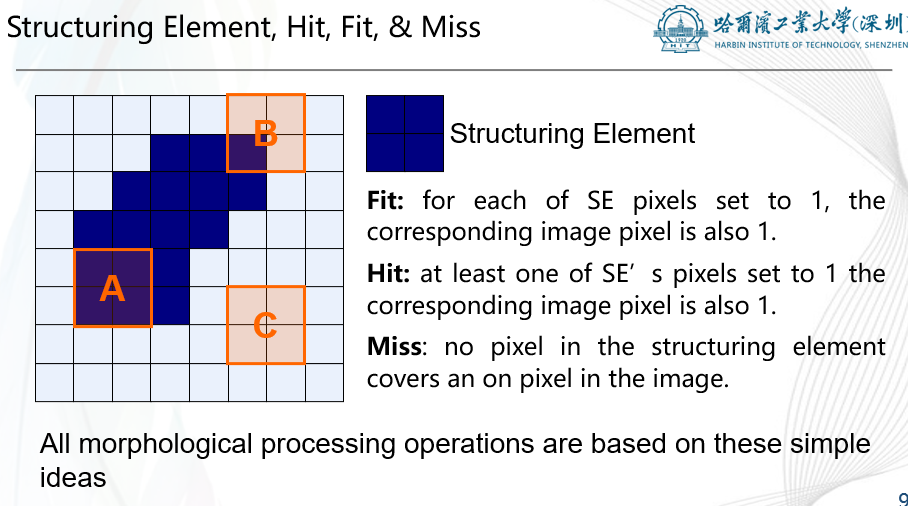 Structuring Element, Hit, Fit, & Miss
哈爾濱工業大學(深圳)
HARBIN INSTITUTE OF TECHNOLOGY, SHENZHEN
HIT
B
A
C
Structuring Element
Fit: for each of SE pixels set to 1, the
corresponding image pixel is also 1.
Hit: at least one of SE’s pixels set to 1 the
corresponding image pixel is also 1.
Miss: no pixel in the structuring element
covers an on pixel in the image.
All morphological processing operations are based on these simple
ideas
9